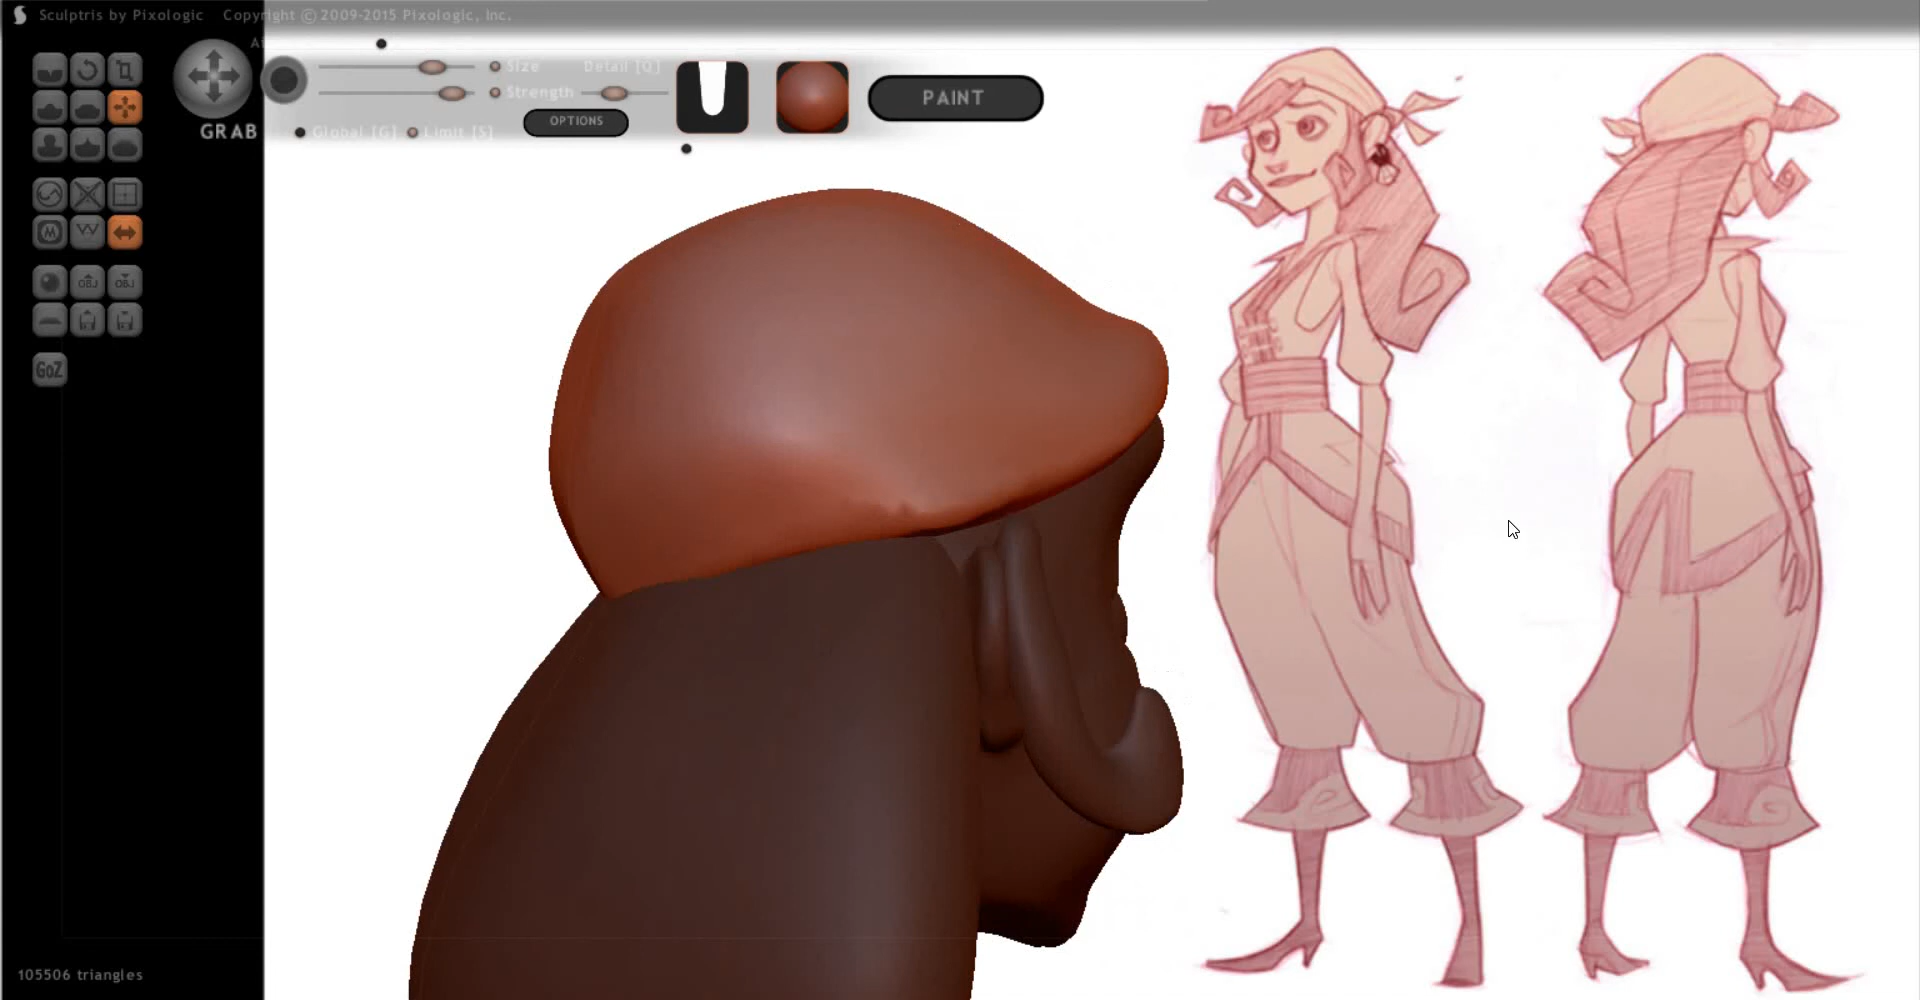 Sculptris by Pixologic Copyright © 2009-2015 Pixologic, Inc.
Size Detail [Q]
Strength
GRAB
Global [G] Limit [S]
OPTIONS
PAINT
M
W
OBJ OBJ
GoZ
105506 triangles